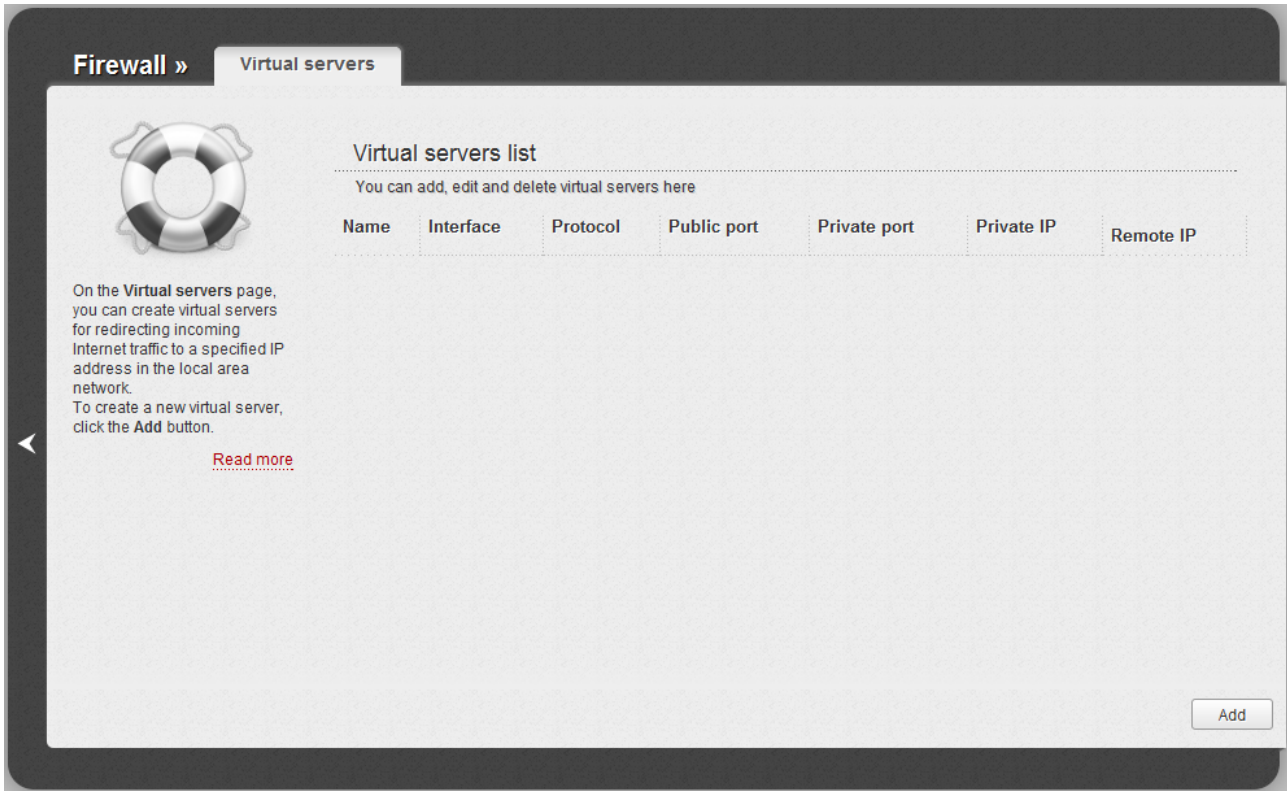 Firewall » Virtual servers
Virtual servers list
You can add, edit and delete virtual servers here
Name Interface Protocol Public port Private port Private IP Remote IP
On the Virtual servers page,
you can create virtual servers
for redirecting incoming
Internet traffic to a specified IP
address in the local area
network.
To create a new virtual server,
click the Add button.
Read more
Add